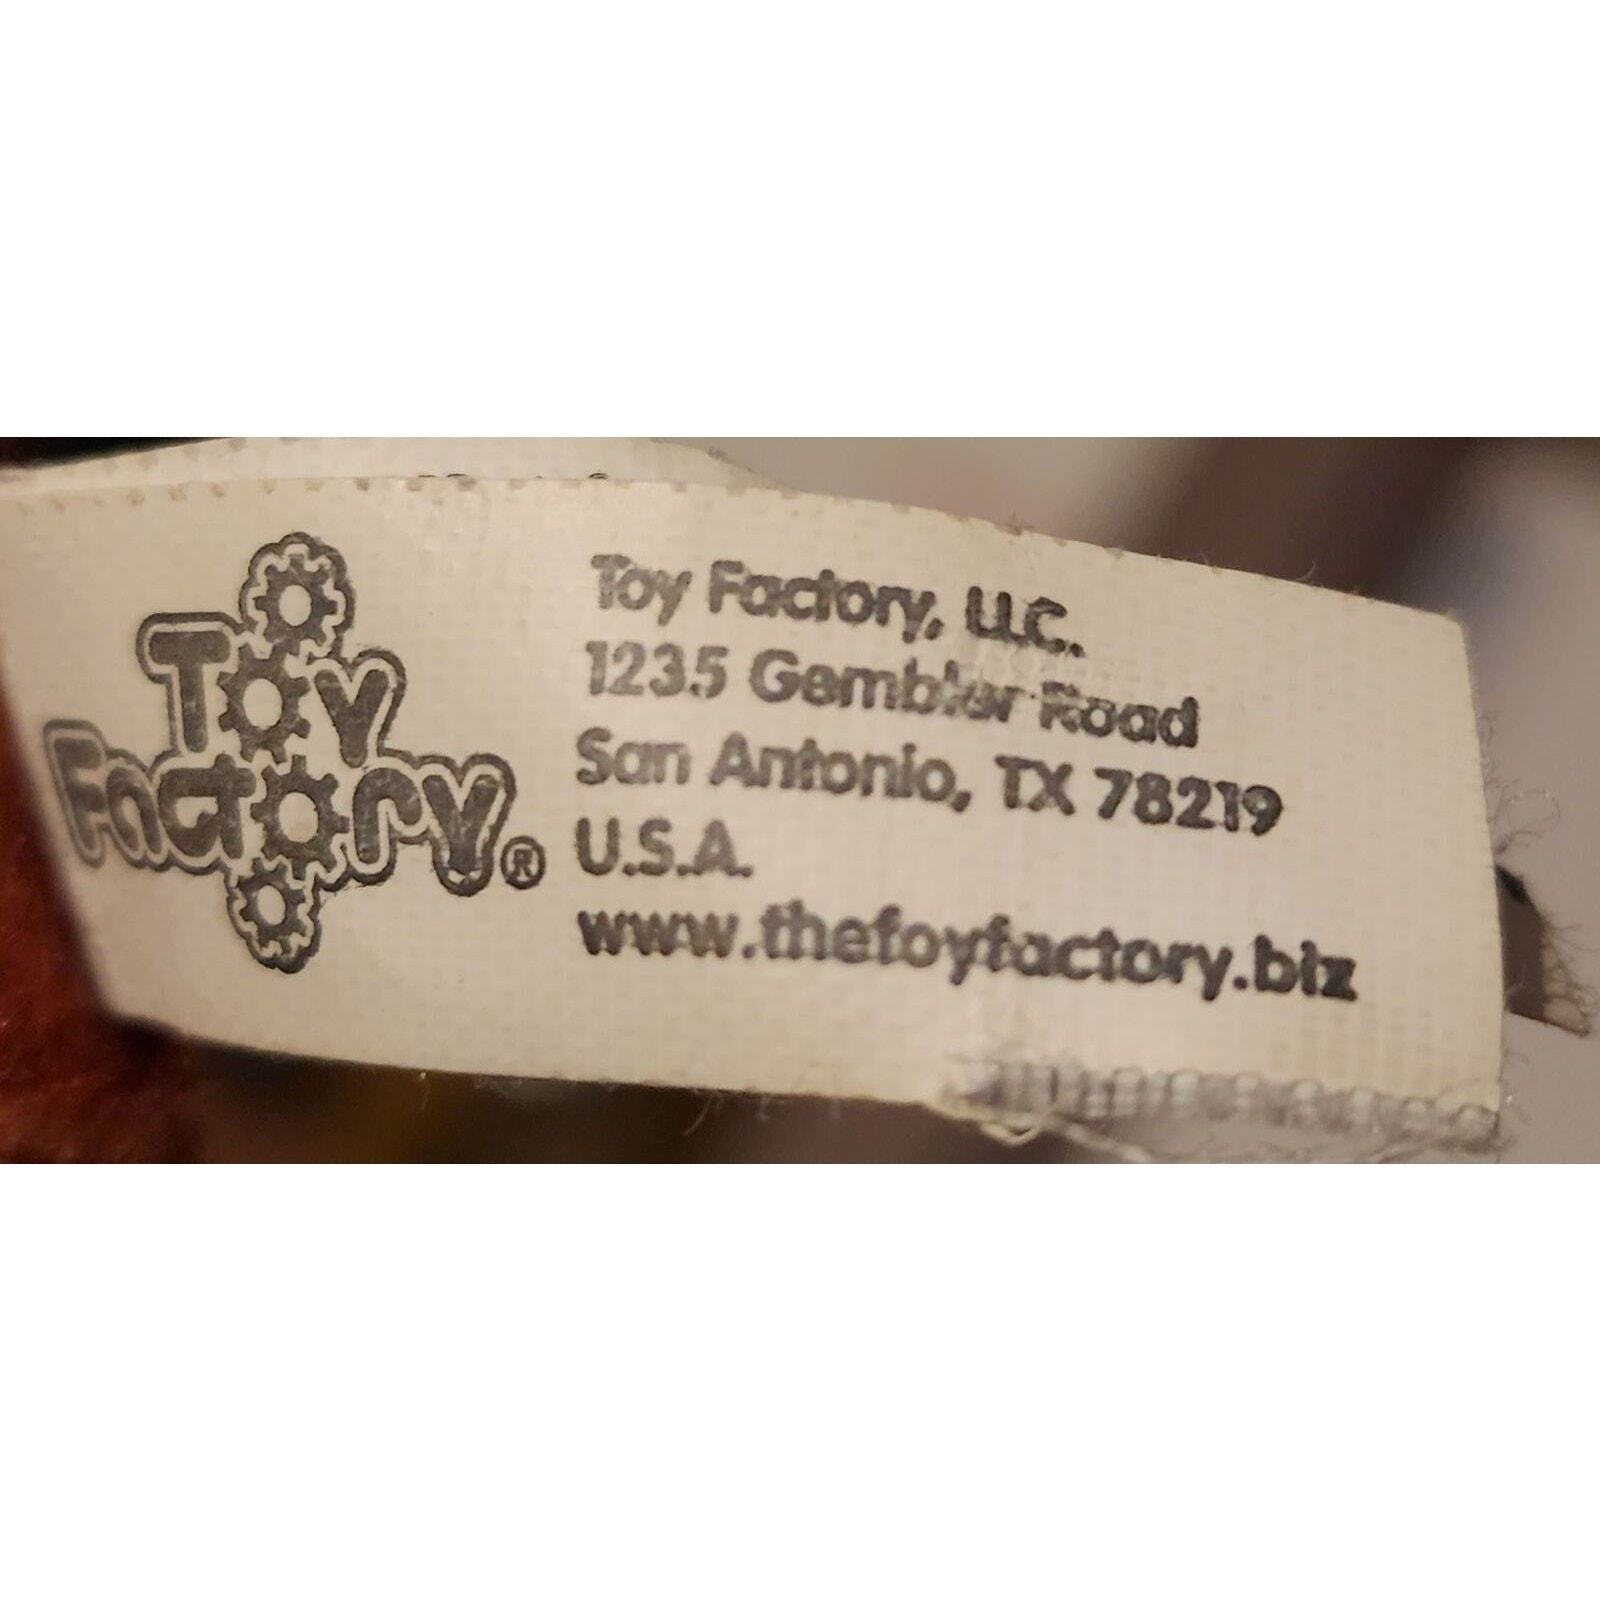 Toy
Factory®
Toy Factory, LLC.
1235 Gembler Road
San Antonio, TX 78219
U.S.A.
www.thetoyfactory.biz